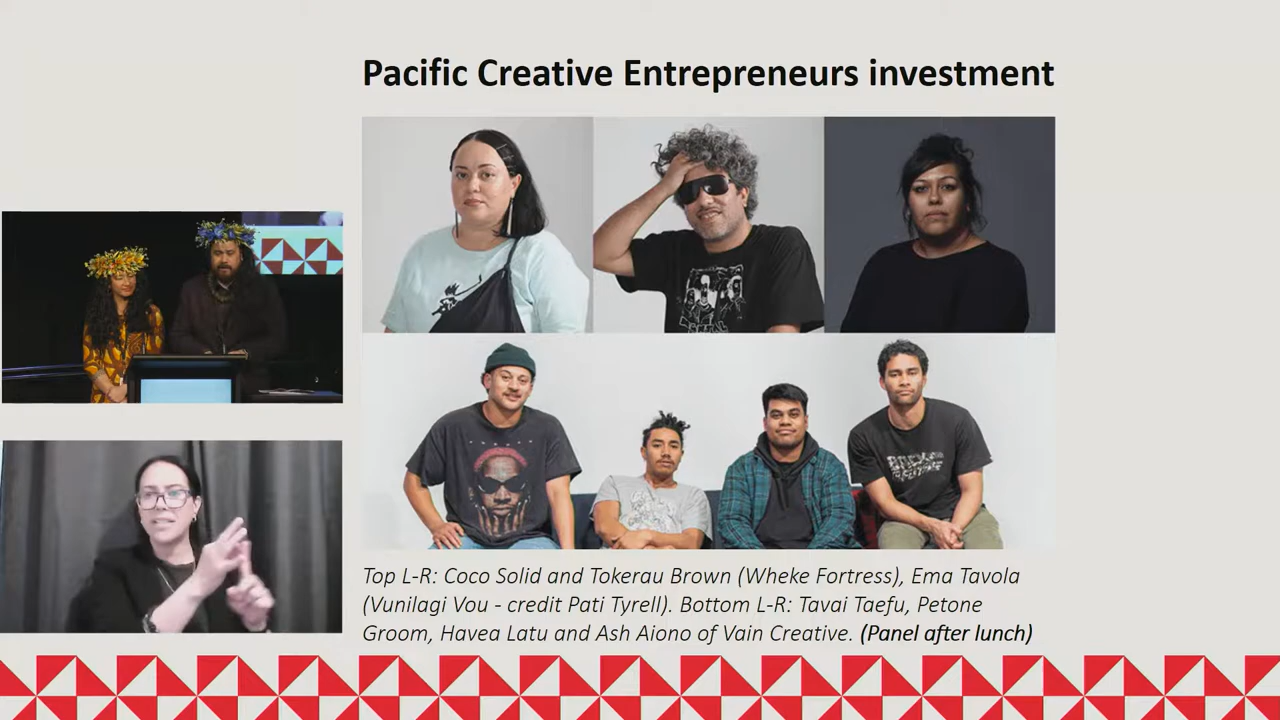 Pacific Creative Entrepreneurs investment
Top L-R: Coco Solid and Tokerau Brown (Wheke Fortress), Ema Tavola
(Vunilagi Vou - credit Pati Tyrell). Bottom L-R: Tavai Taefu, Petone
Groom, Havea Latu and Ash Aiono of Vain Creative. (Panel after lunch)